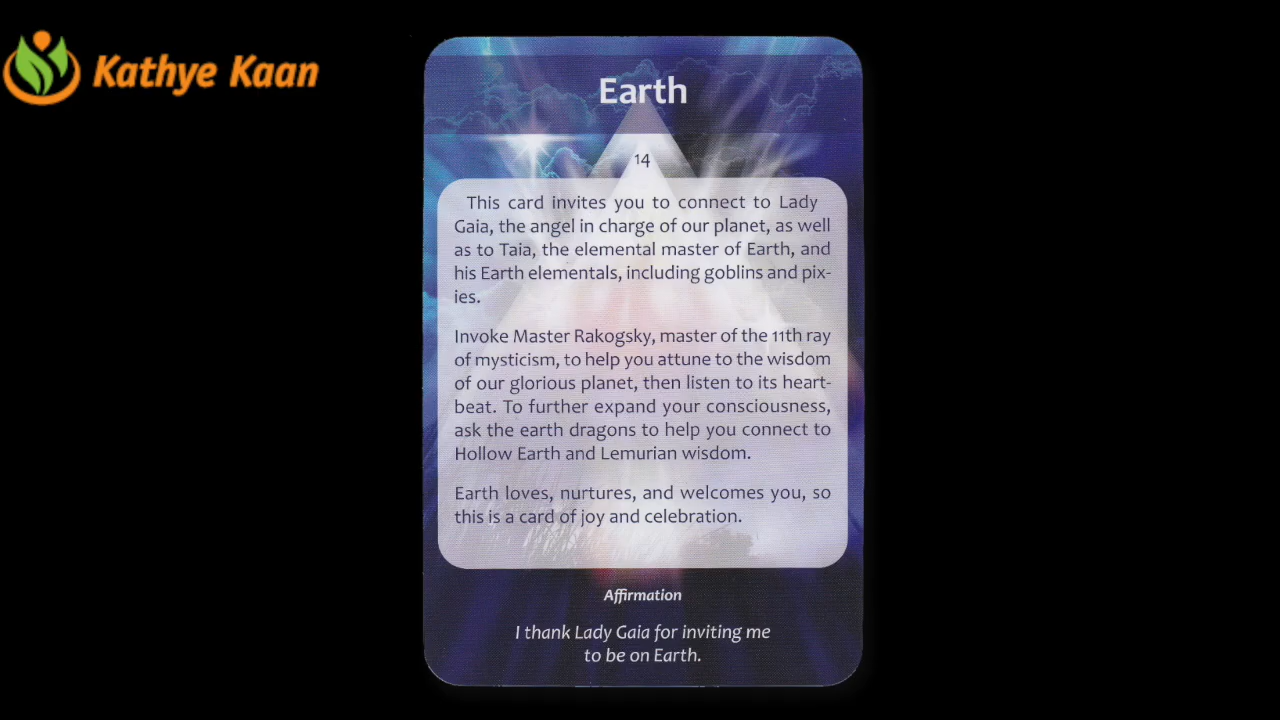 Kathye Kaan
Earth
14
This card invites you to connect to Lady
Gaia, the angel in charge of our planet, as well
as to Taia, the elemental master of Earth, and
his Earth elementals, including goblins and pix-
ies.
Invoke Master Rakogsky, master of the 11th ray
of mysticism, to help you attune to the wisdom
of our glorious planet, then listen to its heart-
beat. To further expand your consciousness,
ask the earth dragons to help you connect to
Hollow Earth and Lemurian wisdom.
Earth loves, nurtures, and welcomes you, so
this is a card of joy and celebration.
Affirmation
I thank Lady Gaia for inviting me
to be on Earth.